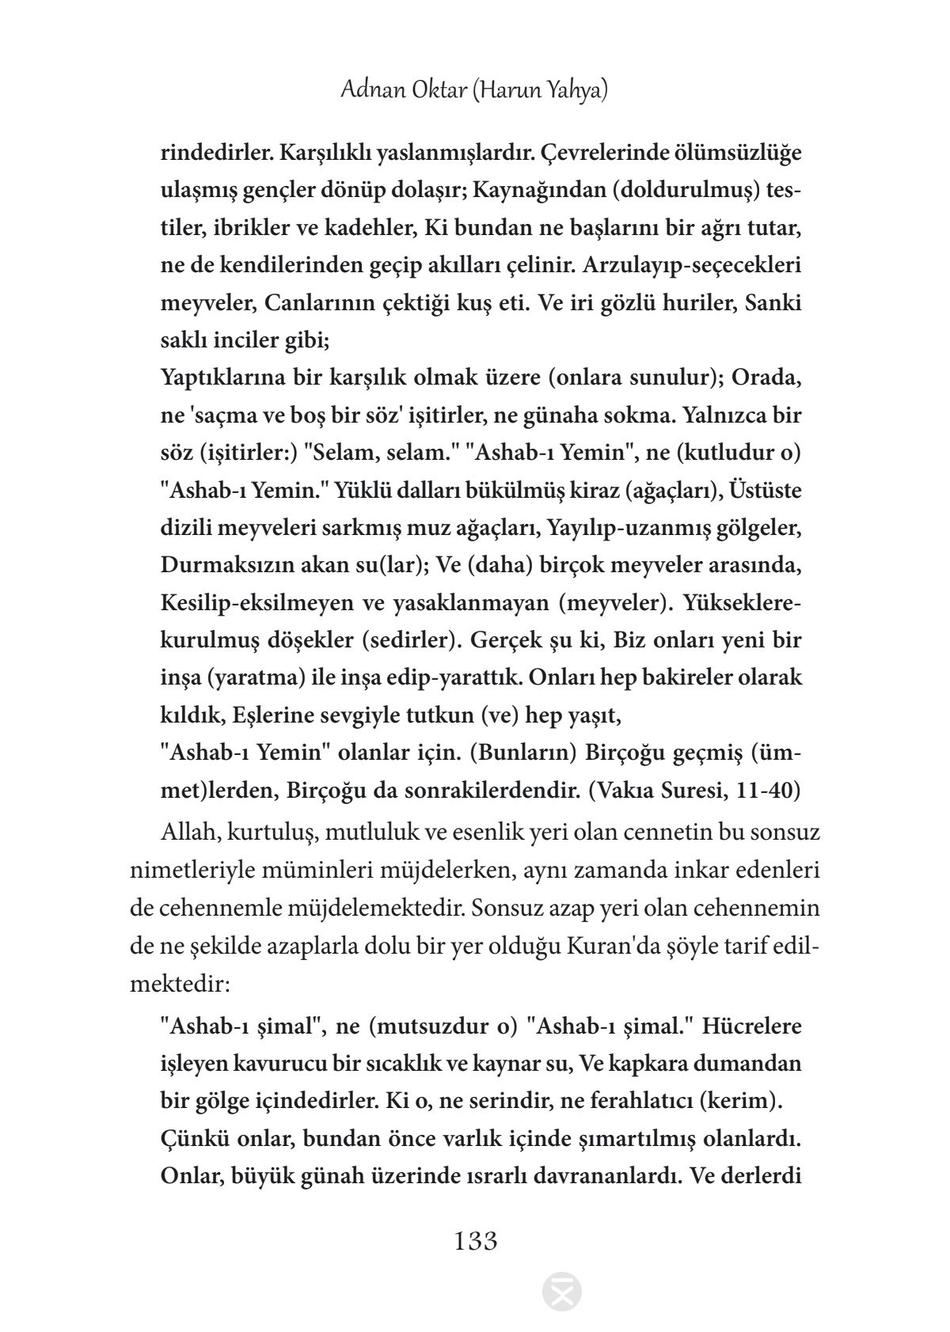 Adnan Oktar (Harun Yahya)
rindedirler. Karşılıklı yaslanmışlardır. Çevrelerinde ölümsüzlüğe
ulaşmış gençler dönüp dolaşır; Kaynağından (doldurulmuş) tes-
tiler, ibrikler ve kadehler, Ki bundan ne başlarını bir ağrı tutar,
ne de kendilerinden geçip akılları çelinir. Arzulayıp-seçecekleri
meyveler, Canlarının çektiği kuş eti. Ve iri gözlü huriler, Sanki
saklı inciler gibi;
Yaptıklarına bir karşılık olmak üzere (onlara sunulur); Orada,
ne 'saçma ve boş bir söz' işitirler, ne günaha sokma. Yalnızca bir
söz (işitirler:) "Selam, selam." "Ashab-ı Yemin", ne (kutludur o)
"Ashab-ı Yemin." Yüklü dalları bükülmüş kiraz (ağaçları), Üstüste
dizili meyveleri sarkmış muz ağaçları, Yayılıp-uzanmış gölgeler,
Durmaksızın akan su(lar); Ve (daha) birçok meyveler arasında,
Kesilip-eksilmeyen ve yasaklanmayan (meyveler). Yükseklere-
kurulmuş döşekler (sedirler). Gerçek şu ki, Biz onları yeni bir
inşa (yaratma) ile inşa edip-yarattık. Onları hep bakireler olarak
kıldık, Eşlerine sevgiyle tutkun (ve) hep yaşıt,
"Ashab-ı Yemin" olanlar için. (Bunların) Birçoğu geçmiş (üm-
met)lerden, Birçoğu da sonrakilerdendir. (Vakıa Suresi, 11-40)
Allah, kurtuluş, mutluluk ve esenlik yeri olan cennetin bu sonsuz
nimetleriyle müminleri müjdelerken, aynı zamanda inkar edenleri
de cehennemle müjdelemektedir. Sonsuz azap yeri olan cehennemin
de ne şekilde azaplarla dolu bir yer olduğu Kuran'da şöyle tarif edil-
mektedir:
"Ashab-ı şimal", ne (mutsuzdur o) "Ashab-ı şimal." Hücrelere
işleyen kavurucu bir sıcaklık ve kaynar su, Ve kapkara dumandan
bir gölge içindedirler. Ki o, ne serindir, ne ferahlatıcı (kerim).
Çünkü onlar, bundan önce varlık içinde şımartılmış olanlardı.
Onlar, büyük günah üzerinde ısrarlı davrananlardı. Ve derlerdi
133